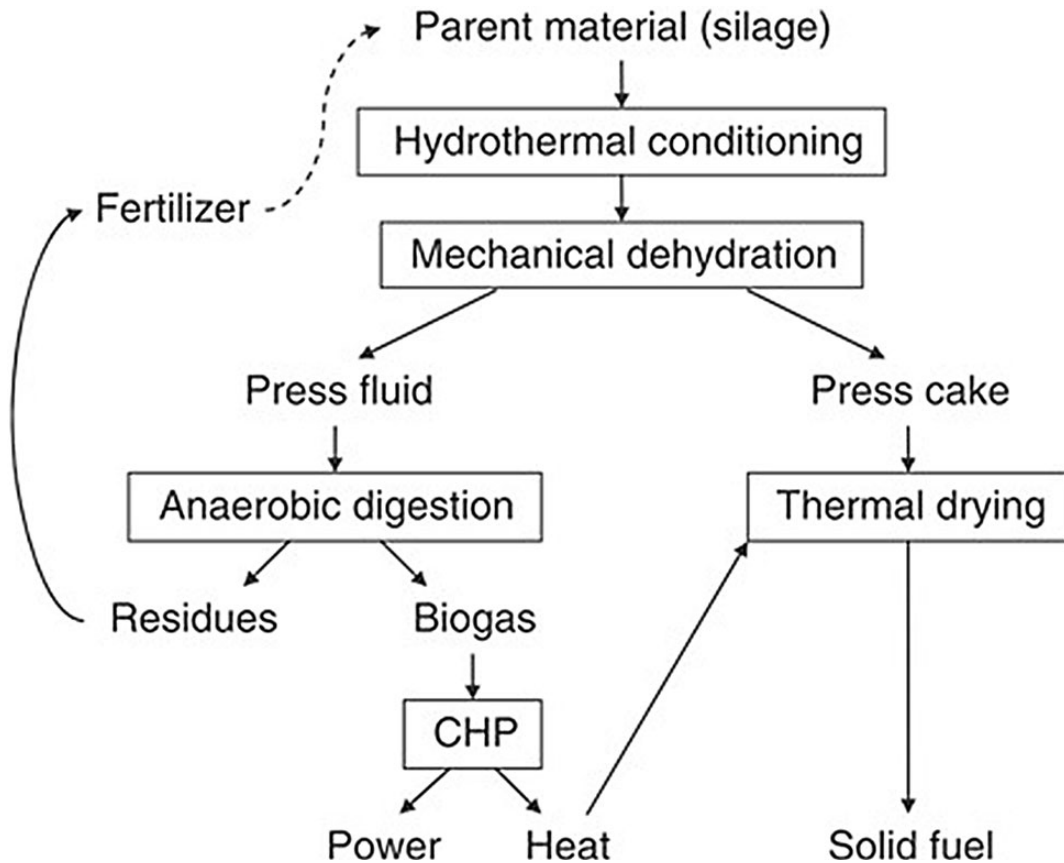 Parent material (silage)
Hydrothermal conditioning
Fertilizer
Mechanical dehydration
Press fluid
Press cake
Anaerobic digestion
Thermal drying
Residues
Biogas
CHP
Power
Heat
Solid fuel